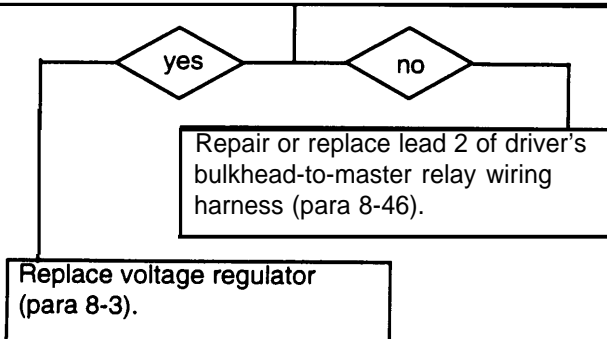 yes
no
Repair or replace lead 2 of driver's
bulkhead-to-master relay wiring
harness (para 8-46).
Replace voltage regulator
(para 8-3).